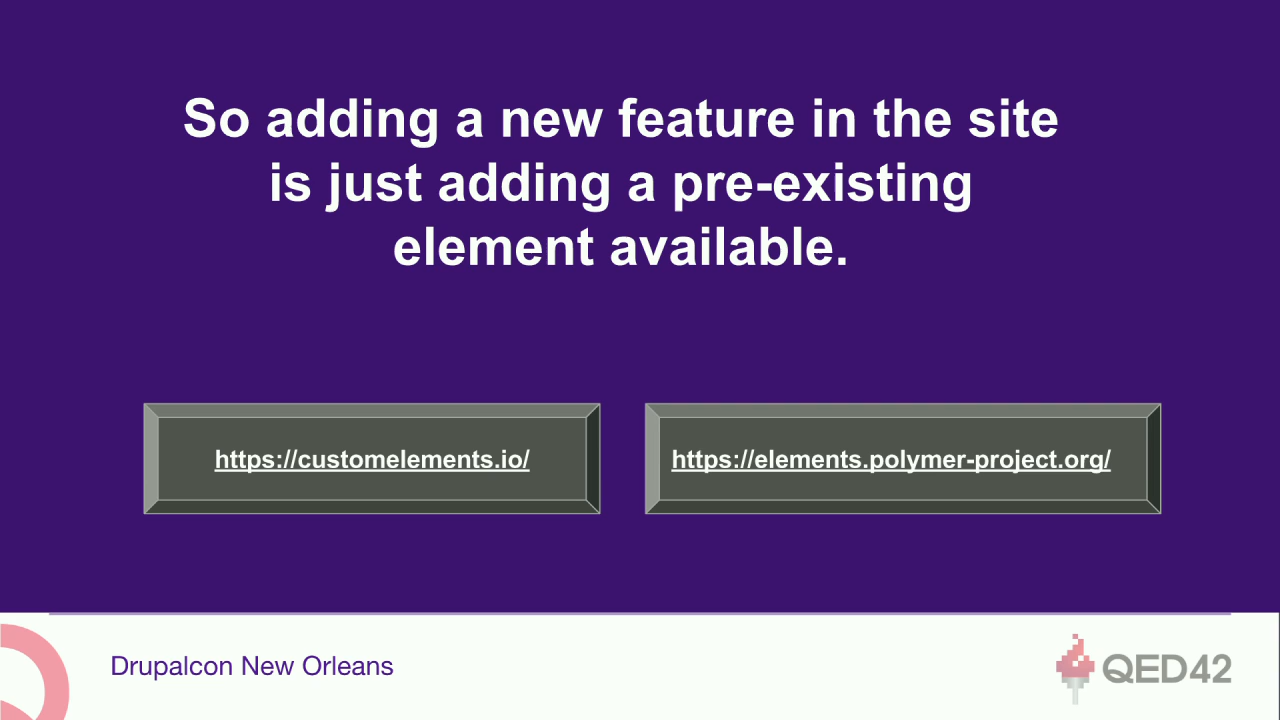 So adding a new feature in the site
is just adding a pre-existing
element available.
https://customelements.io/
https://elements.polymer-project.org/
Drupalcon New Orleans
QED42